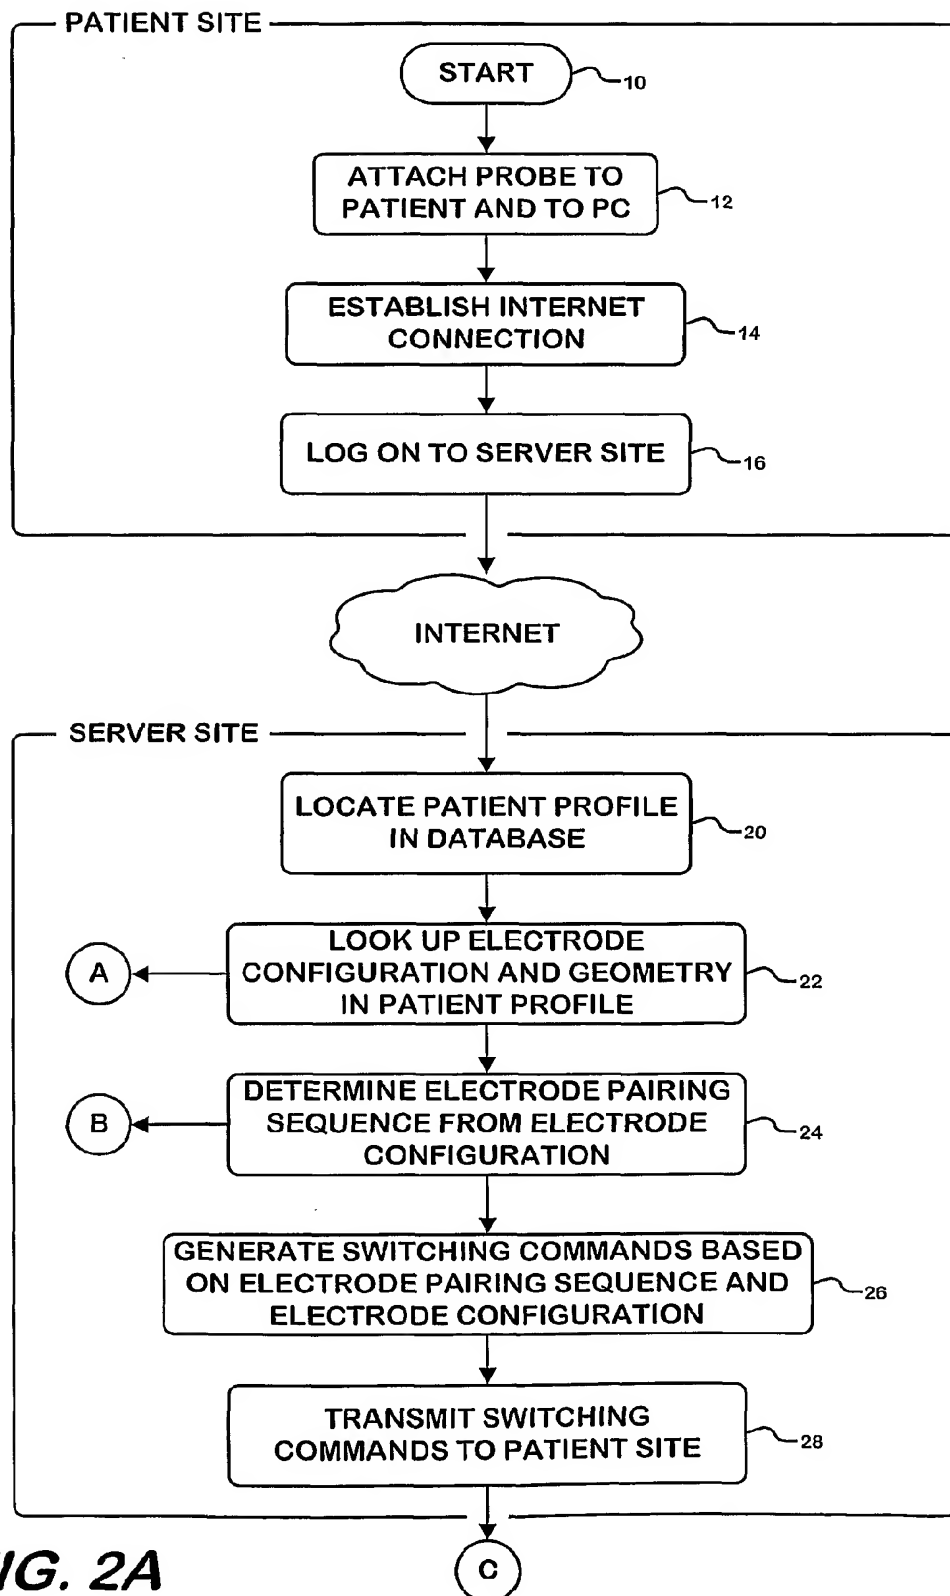 PATIENT SITE
START
10
ATTACH PROBE TO
PATIENT AND TO PC
12
ESTABLISH INTERNET
CONNECTION
14
LOG ON TO SERVER SITE
16
INTERNET
SERVER SITE
LOCATE PATIENT PROFILE
IN DATABASE
20
LOOK UP ELECTRODE
CONFIGURATION AND GEOMETRY
IN PATIENT PROFILE
22
A
DETERMINE ELECTRODE PAIRING
SEQUENCE FROM ELECTRODE
CONFIGURATION
24
B
GENERATE SWITCHING COMMANDS BASED
ON ELECTRODE PAIRING SEQUENCE AND
ELECTRODE CONFIGURATION
26
TRANSMIT SWITCHING
COMMANDS TO PATIENT SITE
28
C
IG. 2A